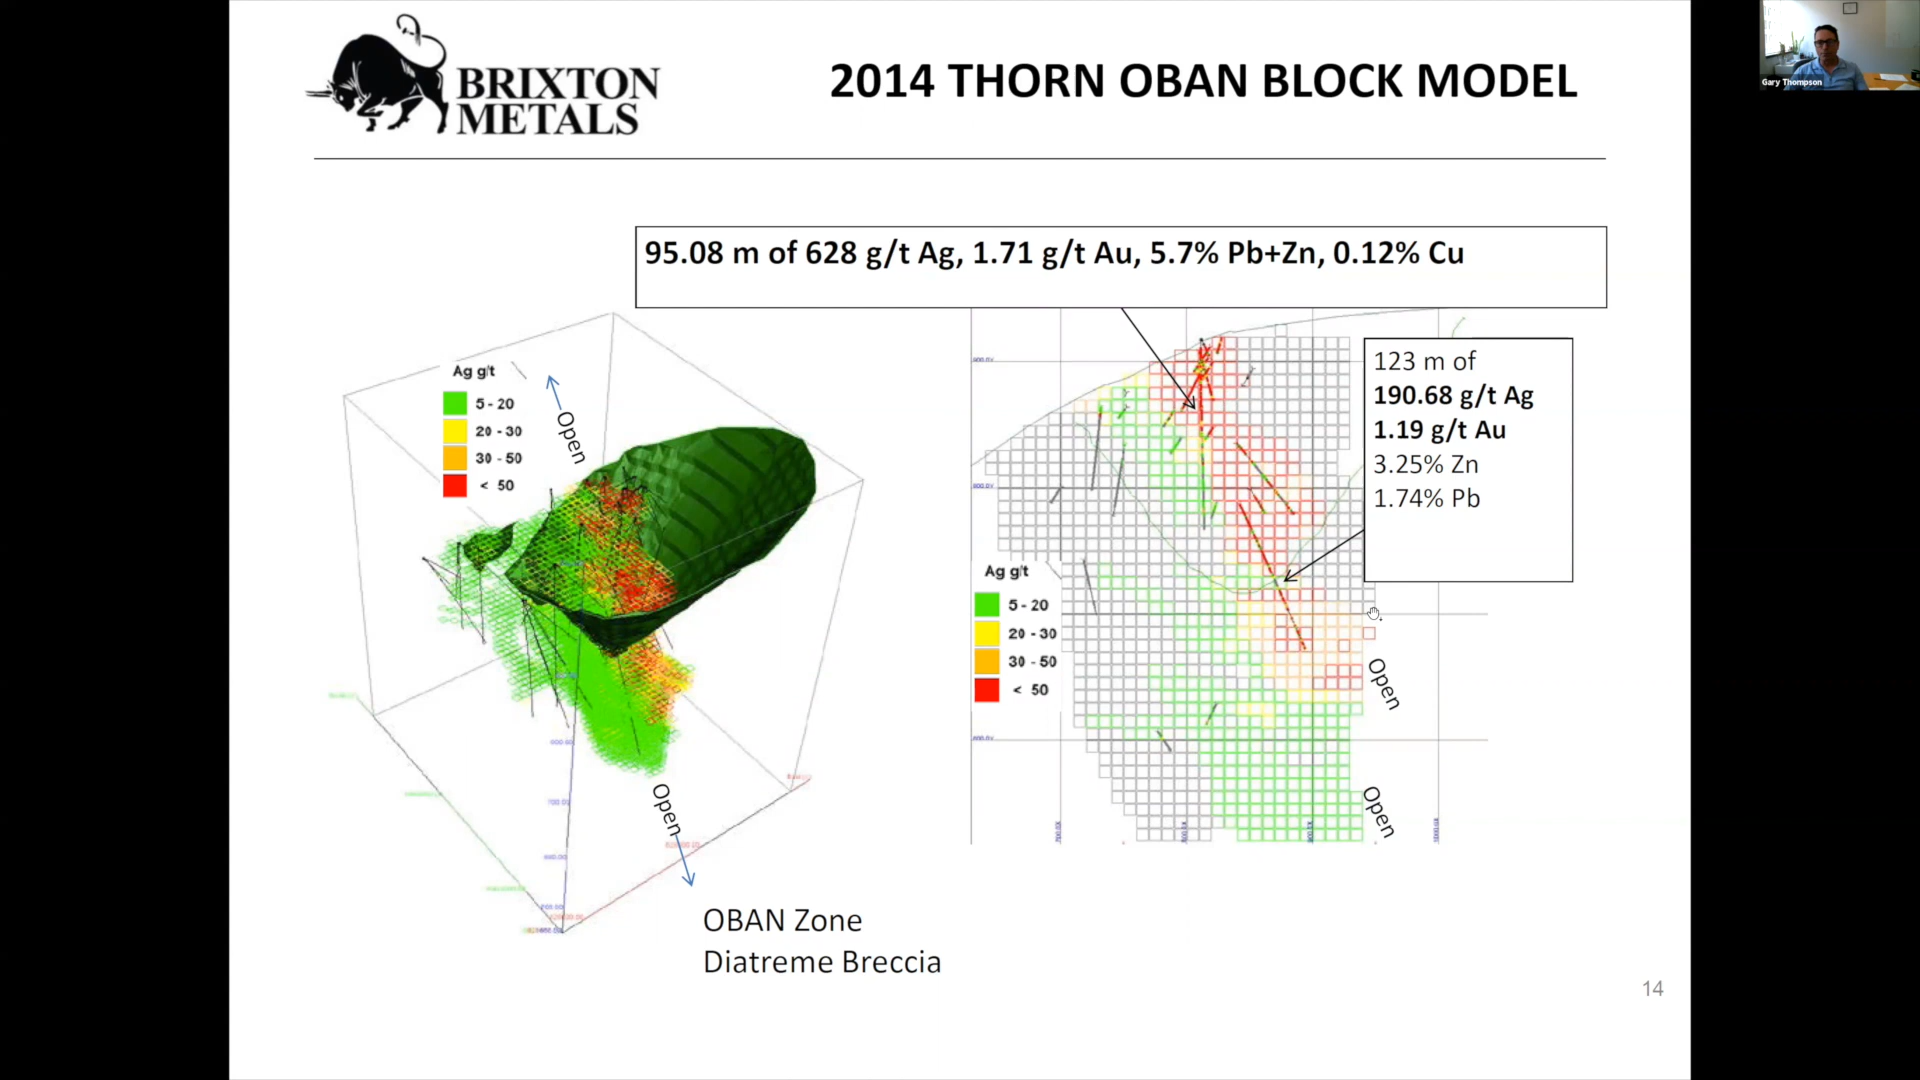 BRIXTON
METALS
2014 THORN OBAN BLOCK MODEL
Gary Thompson
95.08 m of 628 g/t Ag, 1.71 g/t Au, 5.7% Pb+Zn, 0.12% Cu
123 m of
190.68 g/t Ag
1.19 g/t Au
3.25% Zn
1.74% Pb
Ag g/t
5 - 20
20 - 30
30 - 50
< 50
Open
Open
Ag g/t
5 - 20
20 - 30
30 - 50
< 50
Open
Open
OBAN Zone
Diatreme Breccia
14